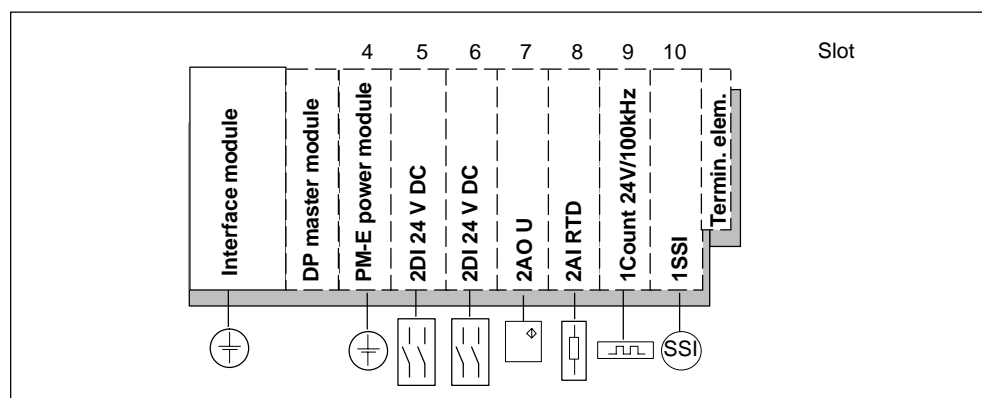 4 5 6 7 8 9 10 Slot
Interface module
DP master module
PM-E power module
2DI 24 V DC
2DI 24 V DC
2AO U
2AI RTD
1Count 24V/100kHz
1SSI
Termin. elem.
SSI